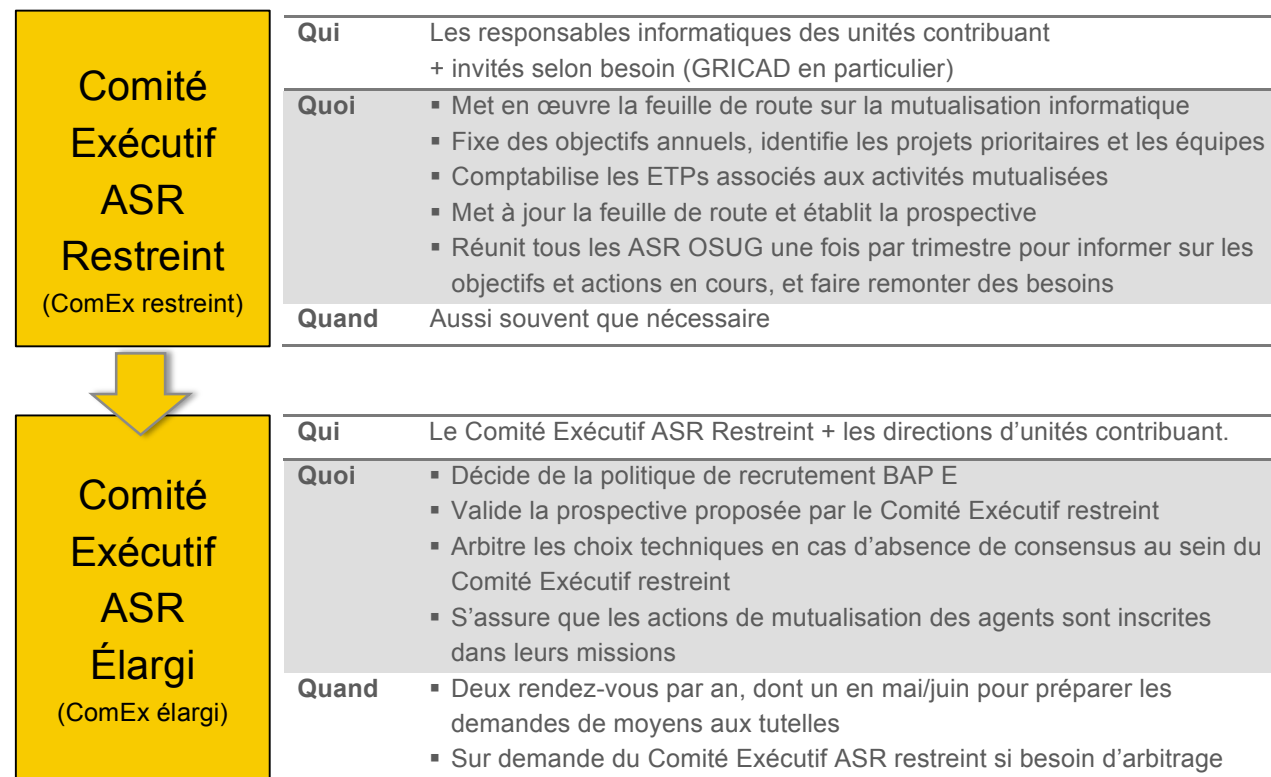 Comité
Exécutif
ASR
Restreint
(ComEx restreint)
Qui Les responsables informatiques des unités contribuant
+ invités selon besoin (GRICAD en particulier)
Quoi ▪ Met en œuvre la feuille de route sur la mutualisation informatique
▪ Fixe des objectifs annuels, identifie les projets prioritaires et les équipes
▪ Comptabilise les ETPs associés aux activités mutualisées
▪ Met à jour la feuille de route et établit la prospective
▪ Réunit tous les ASR OSUG une fois par trimestre pour informer sur les
objectifs et actions en cours, et faire remonter des besoins
Quand Aussi souvent que nécessaire
Comité
Exécutif
ASR
Élargi
(ComEx élargi)
Qui Le Comité Exécutif ASR Restreint + les directions d’unités contribuant.
Quoi ▪ Décide de la politique de recrutement BAP E
▪ Valide la prospective proposée par le Comité Exécutif restreint
▪ Arbitre les choix techniques en cas d’absence de consensus au sein du
Comité Exécutif restreint
▪ S’assure que les actions de mutualisation des agents sont inscrites
dans leurs missions
Quand ▪ Deux rendez-vous par an, dont un en mai/juin pour préparer les
demandes de moyens aux tutelles
▪ Sur demande du Comité Exécutif ASR restreint si besoin d’arbitrage